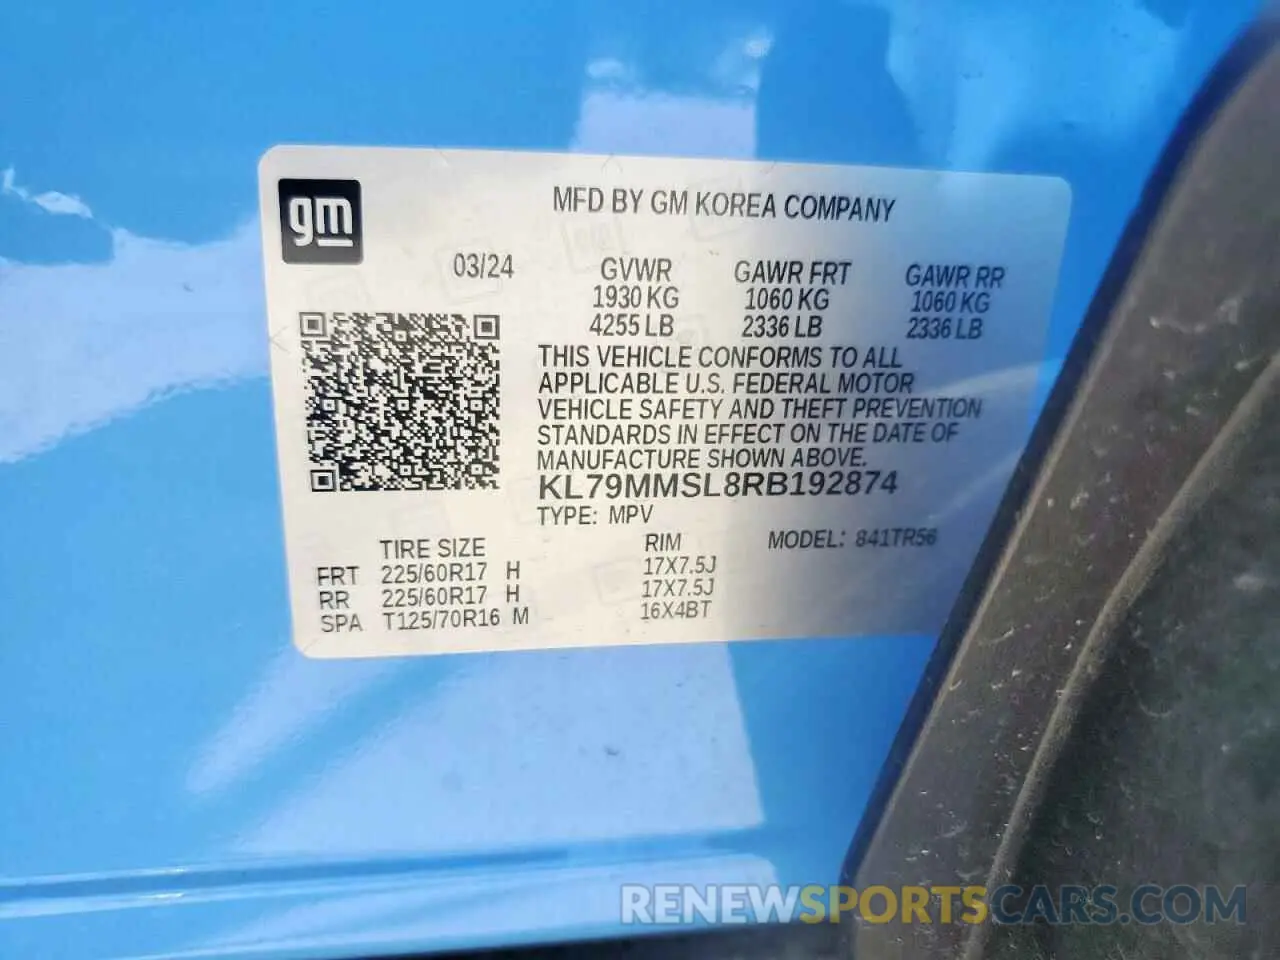 gm
MFD BY GM KOREA COMPANY
03/24
GVWR GAWR FRT GAWR RR
1930 KG 1060 KG 1060 KG
4255 LB 2336 LB 2336 LB
THIS VEHICLE CONFORMS TO ALL
APPLICABLE U.S. FEDERAL MOTOR
VEHICLE SAFETY AND THEFT PREVENTION
STANDARDS IN EFFECT ON THE DATE OF
MANUFACTURE SHOWN ABOVE.
KL79MMSL8RB192874
TYPE: MPV
MODEL: 841TR56
TIRE SIZE RIM
FRT 225/60R17 H 17X7.5J
RR 225/60R17 H 17X7.5J
SPA T125/70R16 M 16X4BT
RENEWSPORTSCARS.COM